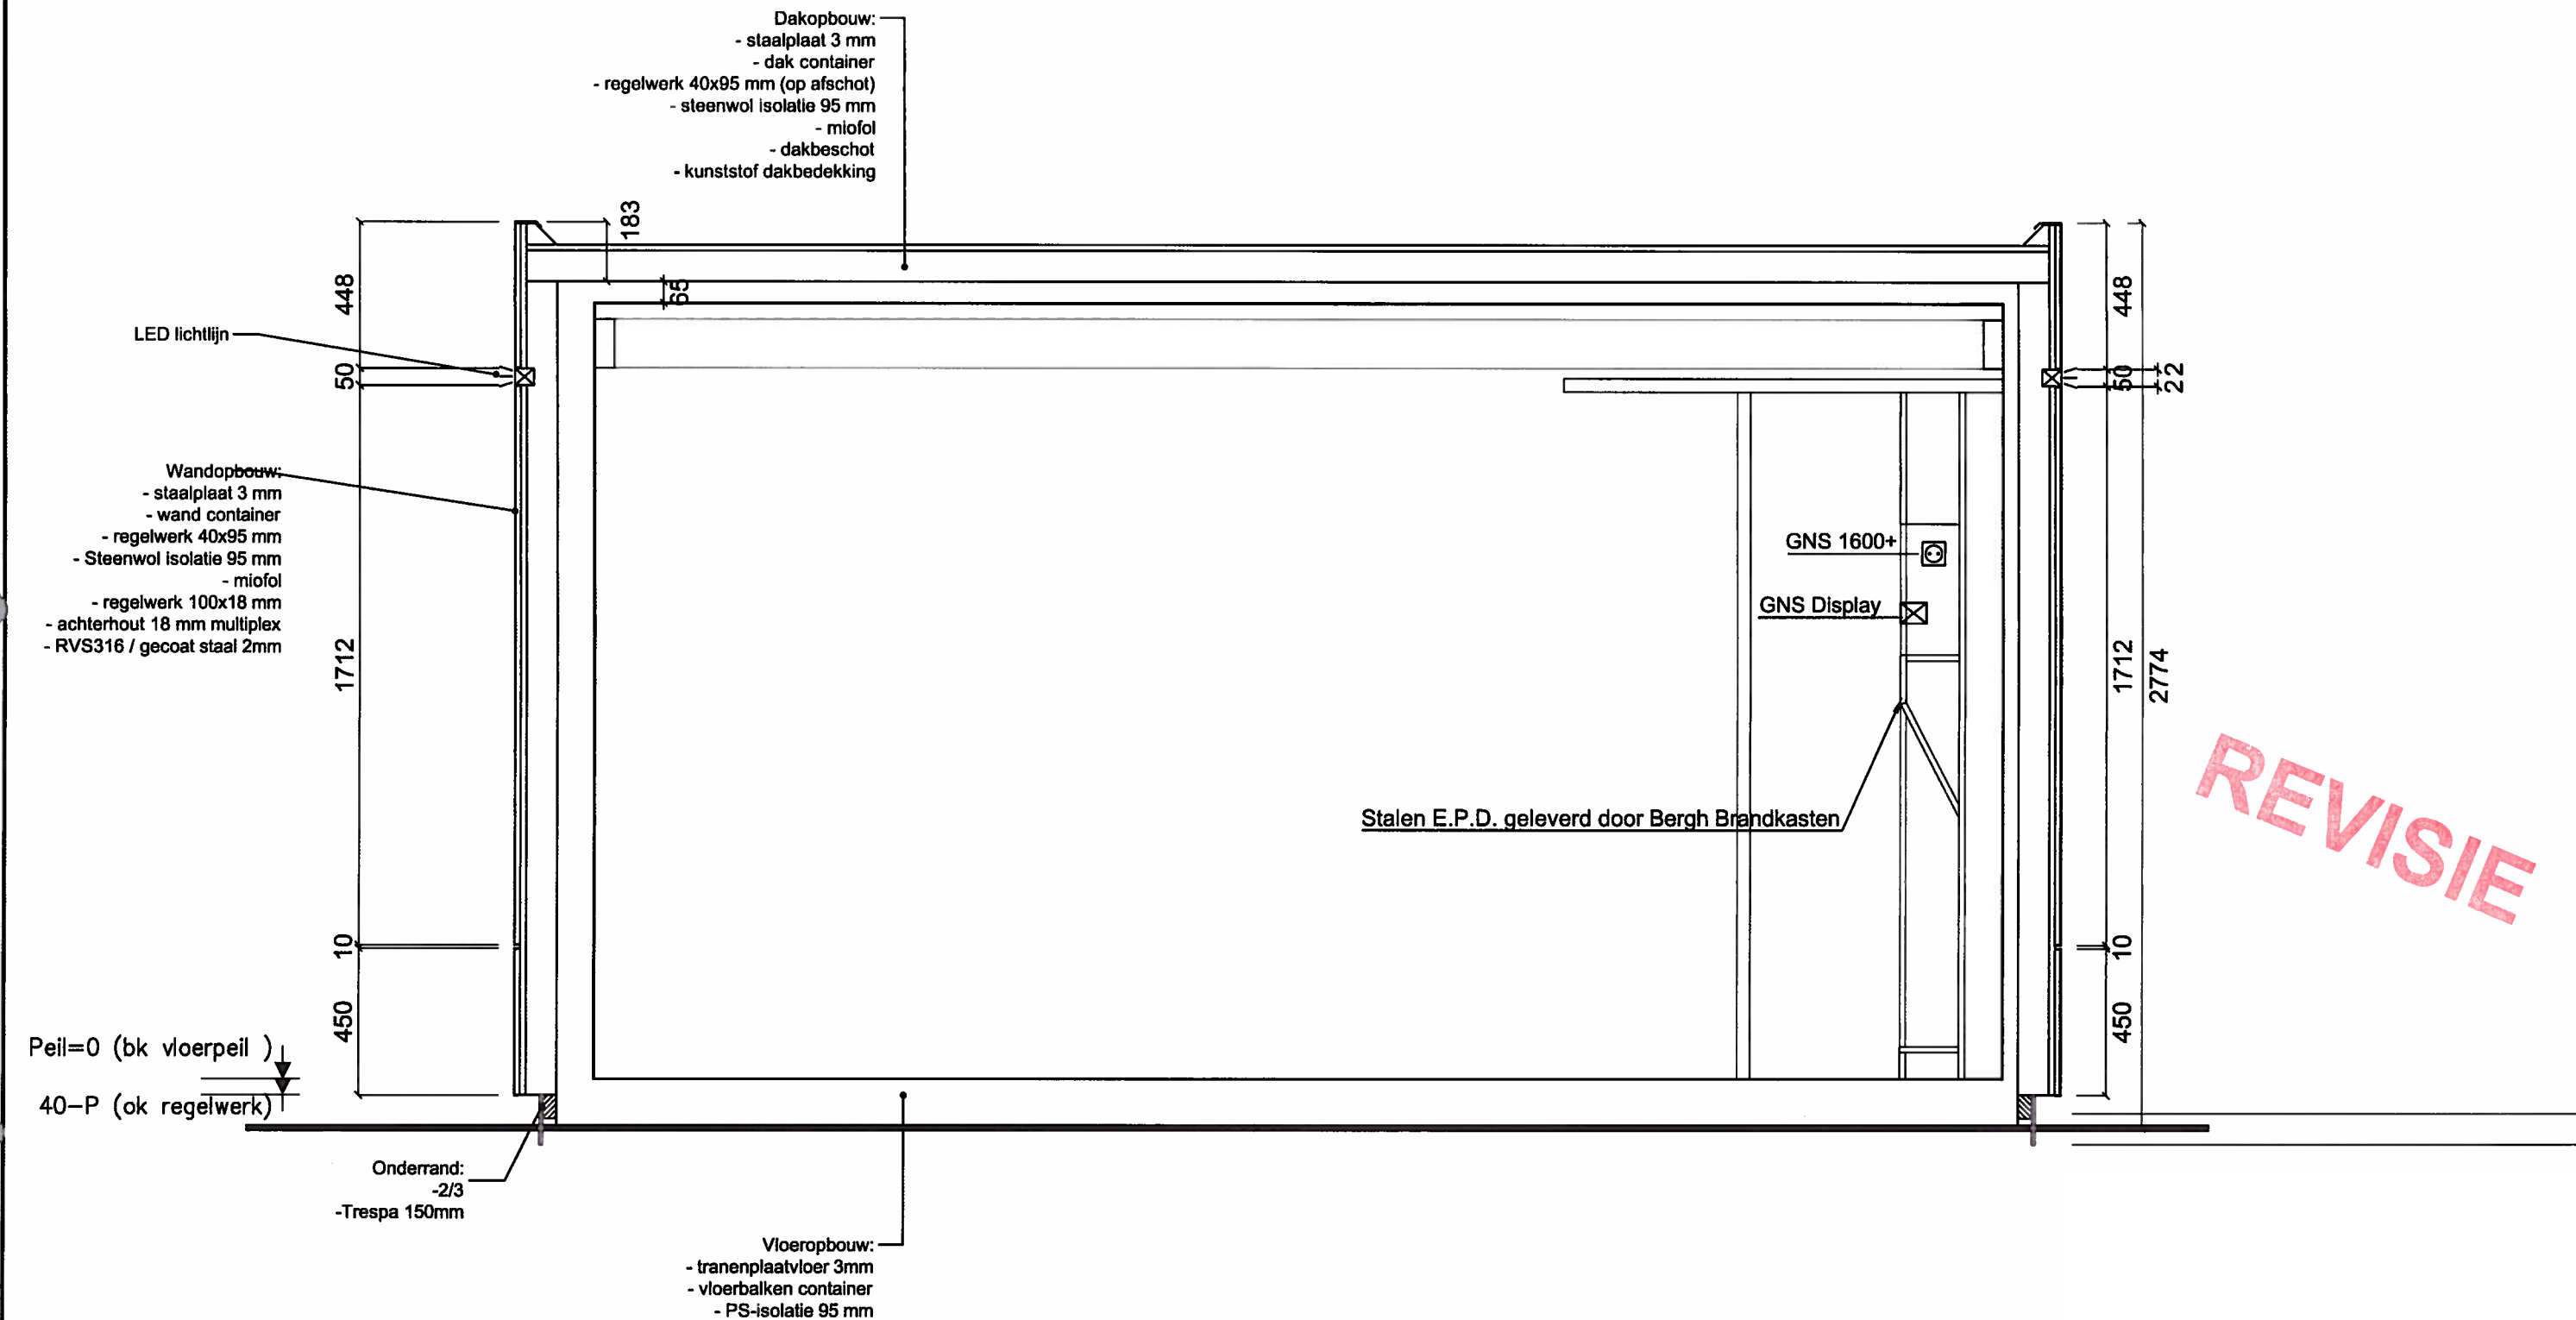 Dakopbouw:
- staalplaat 3 mm
- dak container
- regelwerk 40x95 mm (op afschot)
- steenwol isolatie 95 mm
- miofol
- dakbeschot
- kunststof dakbedekking
183
65
448
50
1712
10
450
LED lichtlijn
Wandopbouw:
- staalplaat 3 mm
- wand container
- regelwerk 40x95 mm
- Steenwol isolatie 95 mm
- miofol
- regelwerk 100x18 mm
- achterhout 18 mm multiplex
- RVS316 / gecoat staal 2mm
GNS 1600+
GNS Display
Stalen E.P.D. geleverd door Bergh Brandkasten
448
50
22
22
1712
2774
10
450
REVISIE
Peil=0 (bk vloerpeil )
40-P (ok regelwerk)
Onderrand:
-2/3
-Trespa 150mm
Vloeropbouw:
- tranenplaatvloer 3mm
- vloerbalken container
- PS-isolatie 95 mm